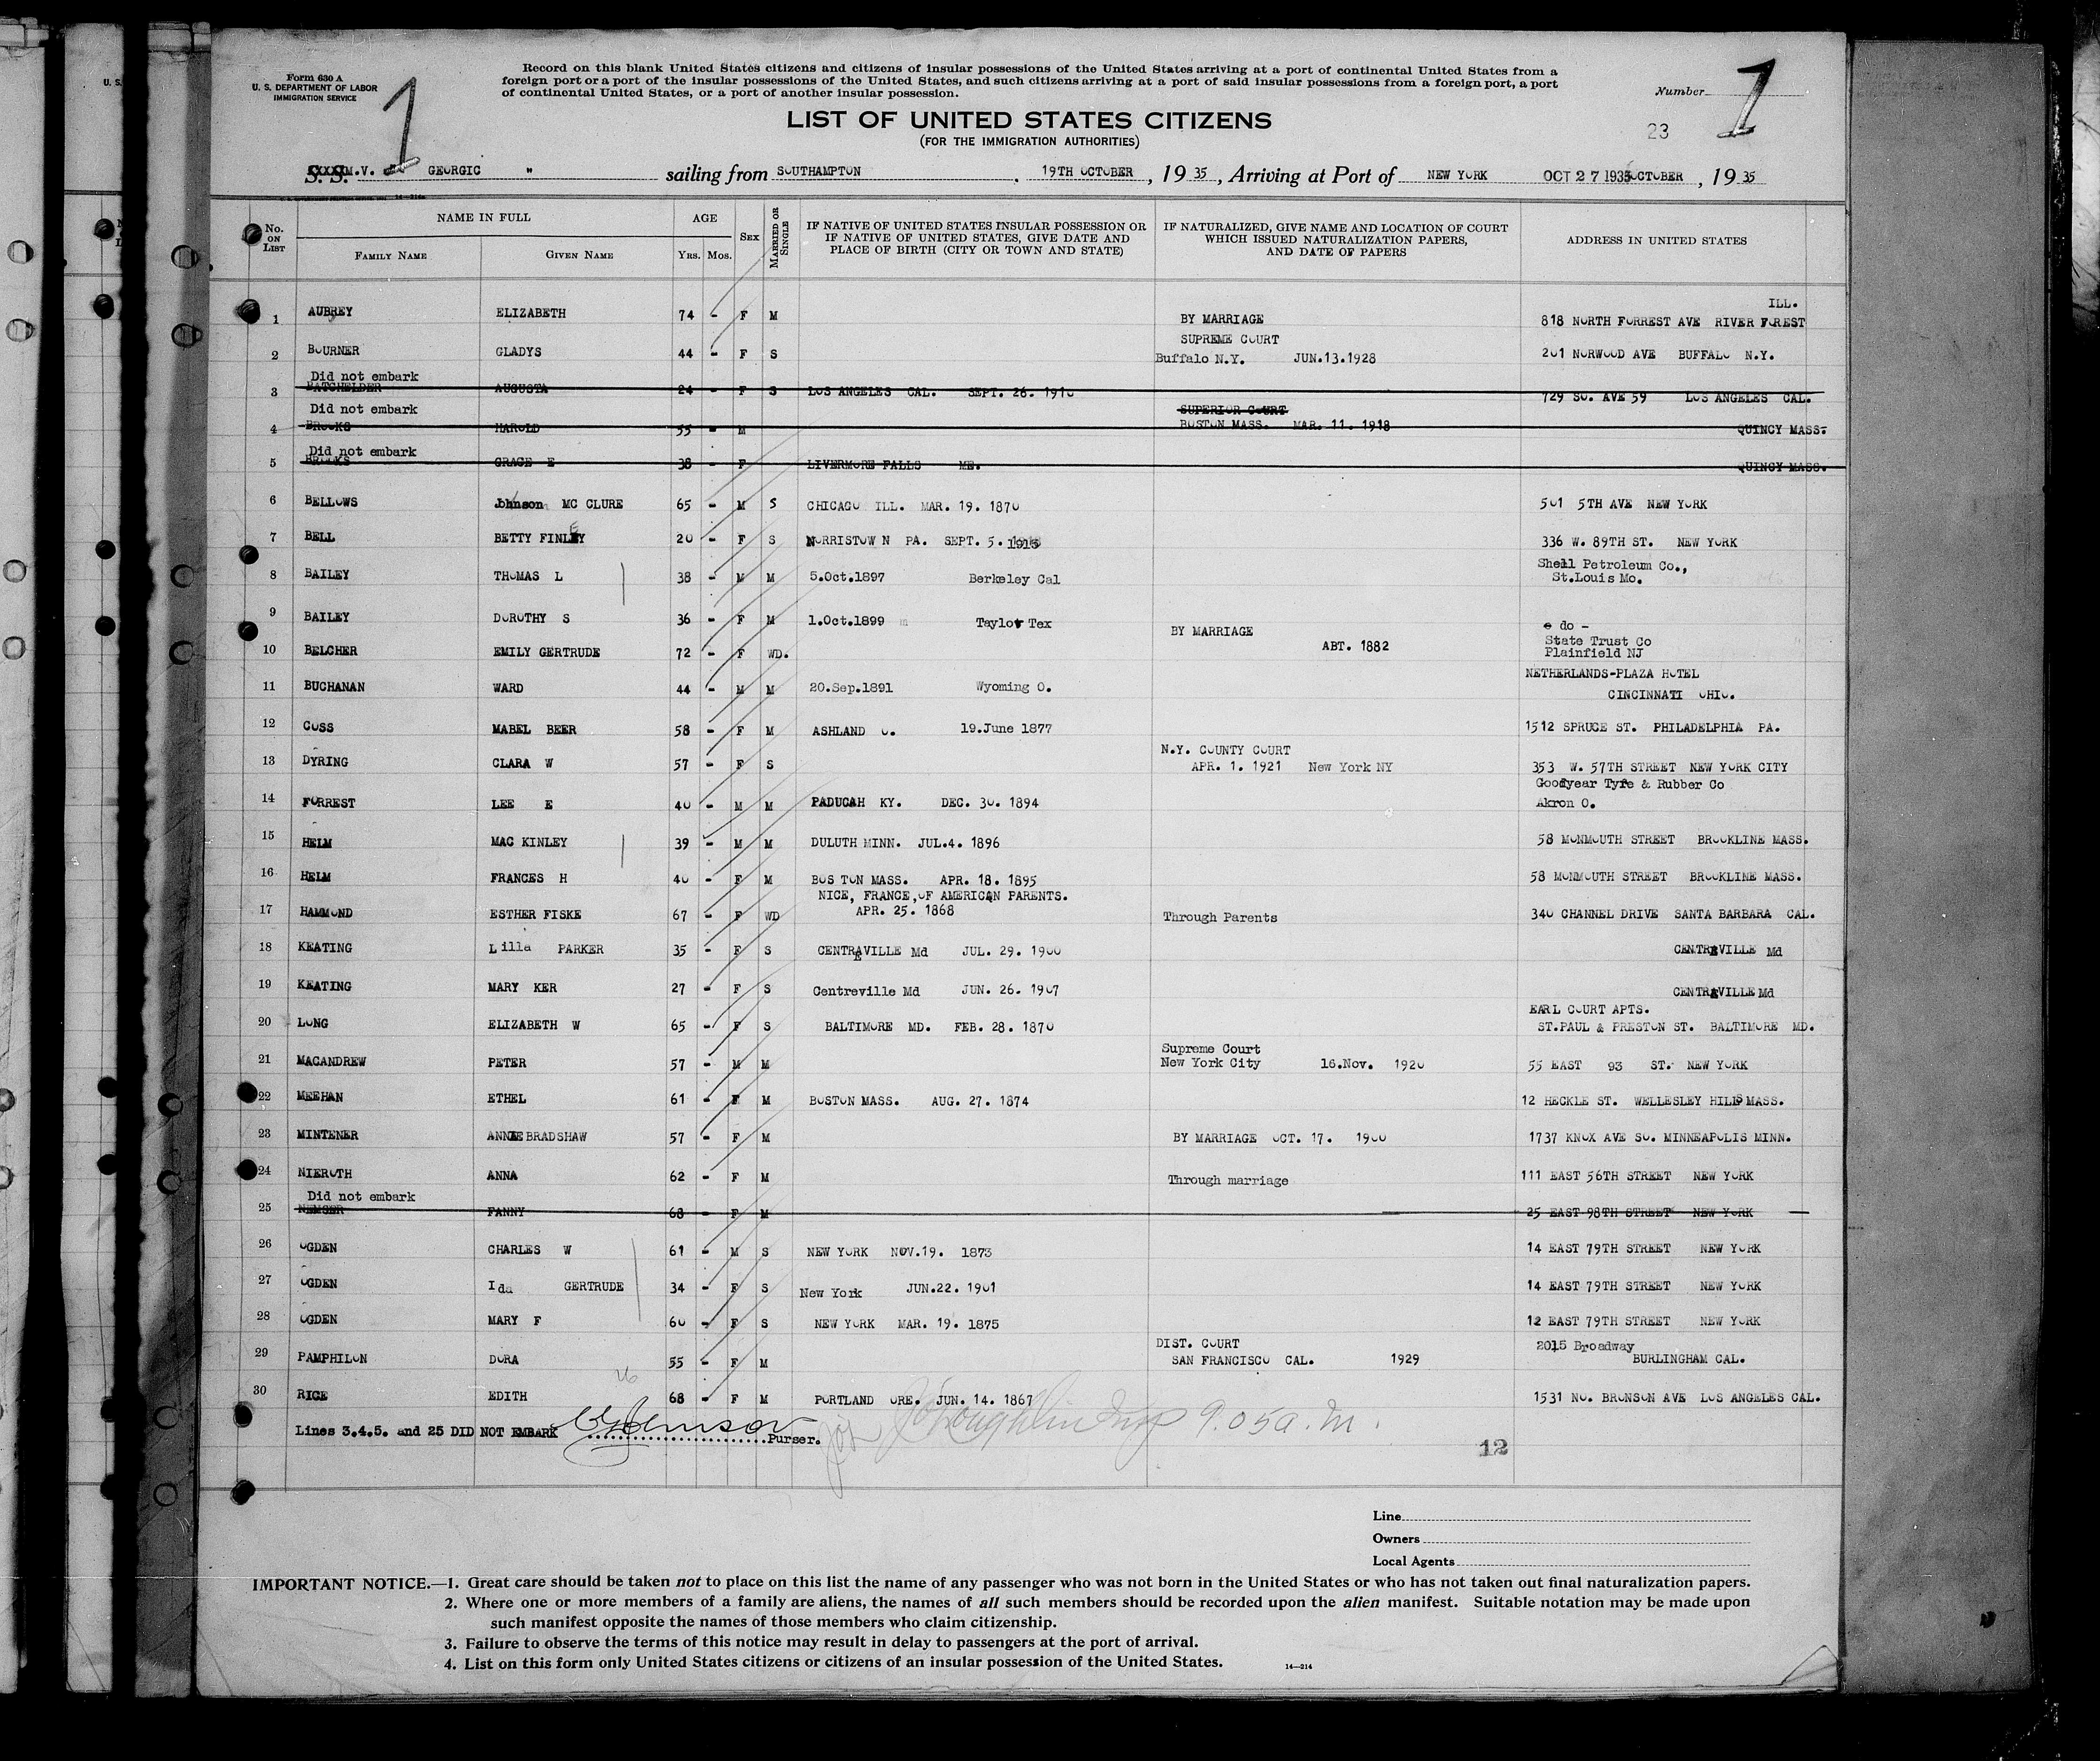 Form 630 A
U. S. DEPARTMENT OF LABOR
IMMIGRATION SERVICE
1
Record on this blank United States citizens and citizens of insular possessions of the United States arriving at a port of continental United States from a
foreign port or a port of the insular possessions of the United States, and such citizens arriving at a port of said insular possessions from a foreign port, a port
of continental United States, or a port of another insular possession.
Number 1
LIST OF UNITED STATES CITIZENS
23
(FOR THE IMMIGRATION AUTHORITIES)
S. S. M.V. GEORGIC " sailing from SOUTHAMPTON , 19TH OCTOBER , 19 35 , Arriving at Port of NEW YORK OCT 27 1935 OCTOBER , 19 35
No. ON LIST NAME IN FULL AGE SEX MARRIED OR SINGLE IF NATIVE OF UNITED STATES INSULAR POSSESSION OR IF NATIVE OF UNITED STATES, GIVE DATE AND PLACE OF BIRTH (CITY OR TOWN AND STATE) IF NATURALIZED, GIVE NAME AND LOCATION OF COURT WHICH ISSUED NATURALIZATION PAPERS, AND DATE OF PAPERS ADDRESS IN UNITED STATES
FAMILY NAME GIVEN NAME YRS. MOS.
ILL.
1 AUBREY ELIZABETH 74 - F M BY MARRIAGE 818 NORTH FORREST AVE RIVER FOREST
SUPREME COURT
2 BOURNER GLADYS 44 - F S Buffalo N.Y. JUN.13.1928 201 NORWOOD AVE BUFFALO N.Y.
Did not embark
3 BATCHELDER AUGUSTA 24 - F S LOS ANGELES CAL. SEPT. 26. 1910 729 SO. AVE 59 LOS ANGELES CAL.
Did not embark SUPERIOR COURT
4 BROOKS HAROLD 55 - M BOSTON MASS. MAR. 11. 1918 QUINCY MASS.
Did not embark
5 BROOKS GRACE E 38 - F LIVERMORE FALLS ME. QUINCY MASS.
6 BELLOWS Johnson MC CLURE 65 - M S CHICAGO ILL. MAR. 19. 1870 501 5TH AVE NEW YORK
7 BELL BETTY FINLEY 20 - F S NORRISTOWN PA. SEPT. 5. 1915 336 W. 89TH ST. NEW YORK
Shell Petroleum Co.,
8 BAILEY THOMAS L 38 - M M 5.Oct.1897 Berkeley Cal St.Louis Mo.
9 BAILEY DOROTHY S 36 - F M 1.Oct.1899 Taylor Tex - do -
BY MARRIAGE State Trust Co
10 BELCHER EMILY GERTRUDE 72 - F WD. ABT. 1882 Plainfield NJ
NETHERLANDS-PLAZA HOTEL
11 BUCHANAN WARD 44 - M M 20.Sep.1891 Wyoming O. CINCINNATI OHIO.
12 COSS MABEL BEER 58 - F M ASHLAND O. 19.June 1877 1512 SPRUCE ST. PHILADELPHIA PA.
N.Y. COUNTY COURT
13 DYRING CLARA W 57 - F S APR. 1. 1921 New York NY 353 W. 57TH STREET NEW YORK CITY
Goodyear Tyre & Rubber Co
14 FORREST LEE E 40 - M M PADUCAH KY. DEC. 30. 1894 Akron O.
15 HELM MAC KINLEY 39 - M M DULUTH MINN. JUL.4. 1896 58 MONMOUTH STREET BROOKLINE MASS.
16 HELM FRANCES H 40 - F M BOSTON MASS. APR. 18. 1895 58 MONMOUTH STREET BROOKLINE MASS.
NICE, FRANCE, OF AMERICAN PARENTS.
17 HAMMOND ESTHER FISKE 67 - F WD APR. 25. 1868 Through Parents 340 CHANNEL DRIVE SANTA BARBARA CAL.
18 KEATING Lilla PARKER 35 - F S CENTREVILLE Md JUL. 29. 1900 CENTREVILLE Md
19 KEATING MARY KER 27 - F S Centreville Md JUN. 26. 1907 CENTREVILLE Md
EARL COURT APTS.
20 LONG ELIZABETH W 65 - F S BALTIMORE MD. FEB. 28. 1870 ST.PAUL & PRESTON ST. BALTIMORE MD.
Supreme Court
21 MACANDREW PETER 57 - M M New York City 16.Nov. 1920 55 EAST 93 ST. NEW YORK
22 MEEHAN ETHEL 61 - F M BOSTON MASS. AUG. 27. 1874 12 HECKLE ST. WELLESLEY HILLS MASS.
23 MINTENER ANNIE BRADSHAW 57 - F M BY MARRIAGE OCT. 17. 1900 1737 KNOX AVE SO. MINNEAPOLIS MINN.
24 NIEROTH ANNA 62 - F M Through marriage 111 EAST 56TH STREET NEW YORK
Did not embark
25 NEMSER FANNY 68 - F M 25 EAST 98TH STREET NEW YORK
26 OGDEN CHARLES W 61 - M S NEW YORK NOV.19. 1873 14 EAST 79TH STREET NEW YORK
27 OGDEN Ida GERTRUDE 34 - F S New York JUN.22. 1901 14 EAST 79TH STREET NEW YORK
28 OGDEN MARY F 60 - F S NEW YORK MAR. 19. 1875 12 EAST 79TH STREET NEW YORK
DIST. COURT 2015 Broadway
29 PAMPHILON DORA 55 - F M SAN FRANCISCO CAL. 1929 BURLINGHAM CAL.
30 RICE EDITH 68 - F M PORTLAND ORE. JUN. 14. 1867 1531 NO. BRONSON AVE LOS ANGELES CAL.
Lines 3.4.5. and 25 DID NOT EMBARK Purser. 9.05 a.m.
12
Line
Owners
Local Agents
IMPORTANT NOTICE.—1. Great care should be taken not to place on this list the name of any passenger who was not born in the United States or who has not taken out final naturalization papers.
2. Where one or more members of a family are aliens, the names of all such members should be recorded upon the alien manifest. Suitable notation may be made upon
such manifest opposite the names of those members who claim citizenship.
3. Failure to observe the terms of this notice may result in delay to passengers at the port of arrival.
4. List on this form only United States citizens or citizens of an insular possession of the United States.
14—214